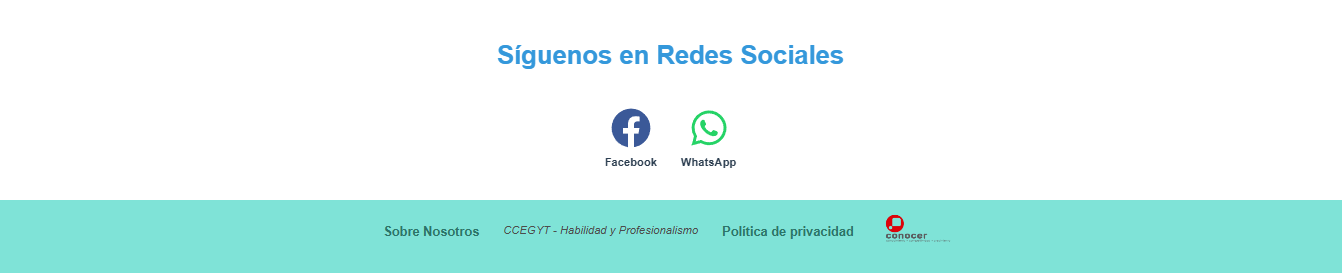 Síguenos en Redes Sociales
Facebook
WhatsApp
Sobre Nosotros
CCEGYT - Habilidad y Profesionalismo
Política de privacidad
conocer